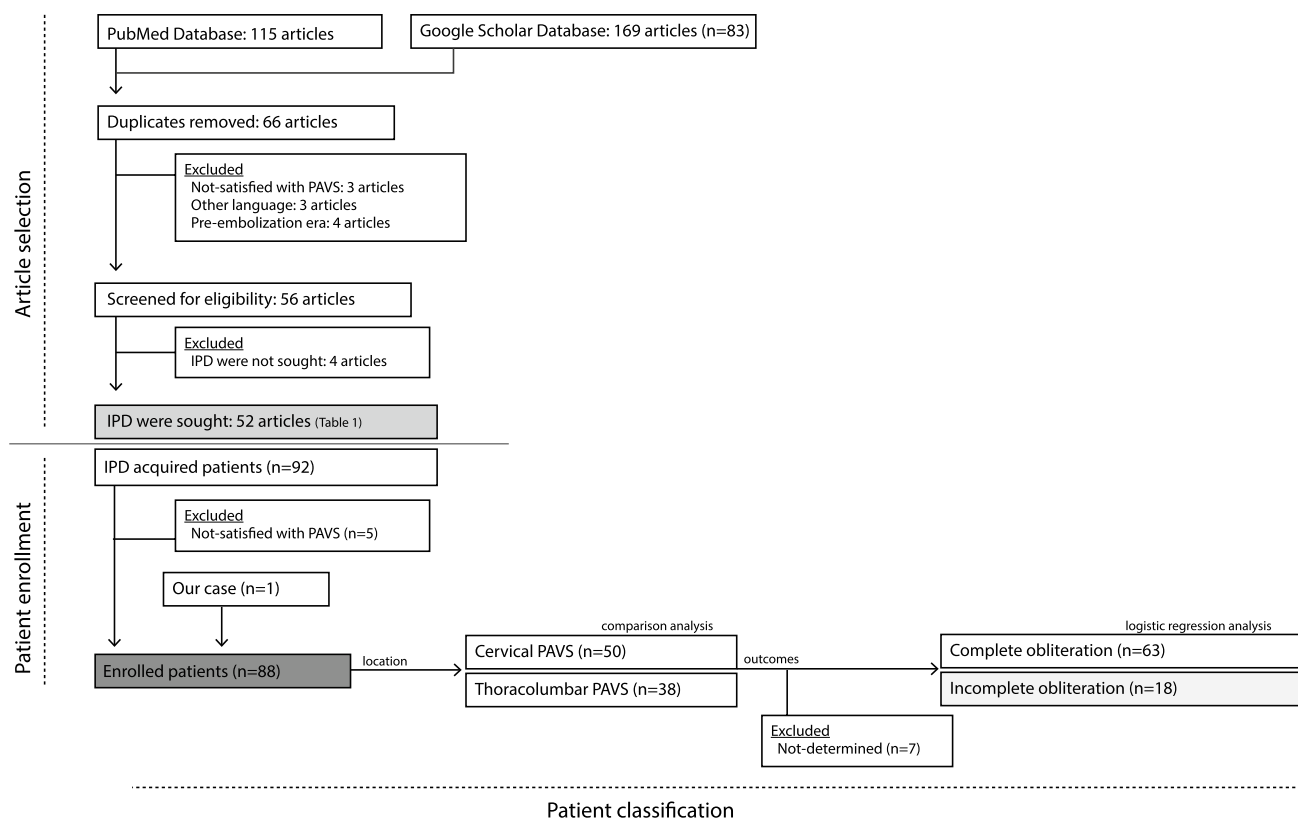 PubMed Database: 115 articles
Google Scholar Database: 169 articles (n=83)
Duplicates removed: 66 articles
Excluded
Not-satisfied with PAVS: 3 articles
Other language: 3 articles
Pre-embolization era: 4 articles
Article selection
Screened for eligibility: 56 articles
Excluded
IPD were not sought: 4 articles
IPD were sought: 52 articles (Table 1)
IPD acquired patients (n=92)
Excluded
Not-satisfied with PAVS (n=5)
Patient enrollment
Our case (n=1)
Enrolled patients (n=88)
location
comparison analysis
Cervical PAVS (n=50)
Thoracolumbar PAVS (n=38)
outcomes
Excluded
Not-determined (n=7)
logistic regression analysis
Complete obliteration (n=63)
Incomplete obliteration (n=18)
Patient classification